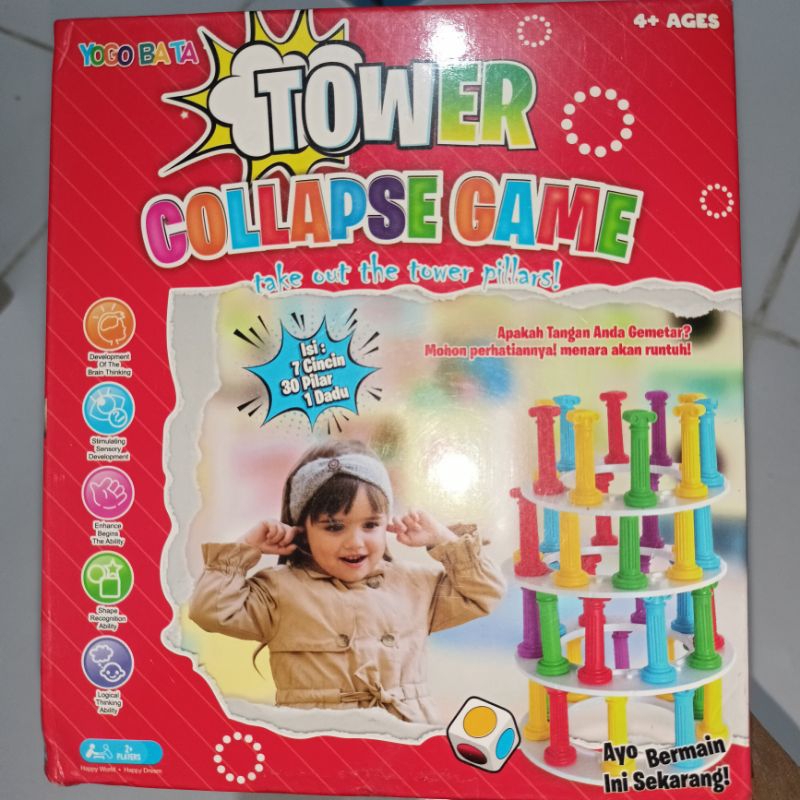 YOGO BATA
4+ AGES
TOWER
COLLAPSE GAME
take out the tower pillars!
Isi :
7 Cincin
30 Pilar
1 Dadu
Apakah Tangan Anda Gemetar?
Mohon perhatiannya! menara akan runtuh!
Development
Of The
Brain Thinking
Stimulating
Sensory
Development
Enhance
Begins
The Ability
Shape
Recognition
Ability
Logical
Thinking
Ability
2+
PLAYERS
Happy World • Happy Dream
Ayo Bermain
Ini Sekarang!